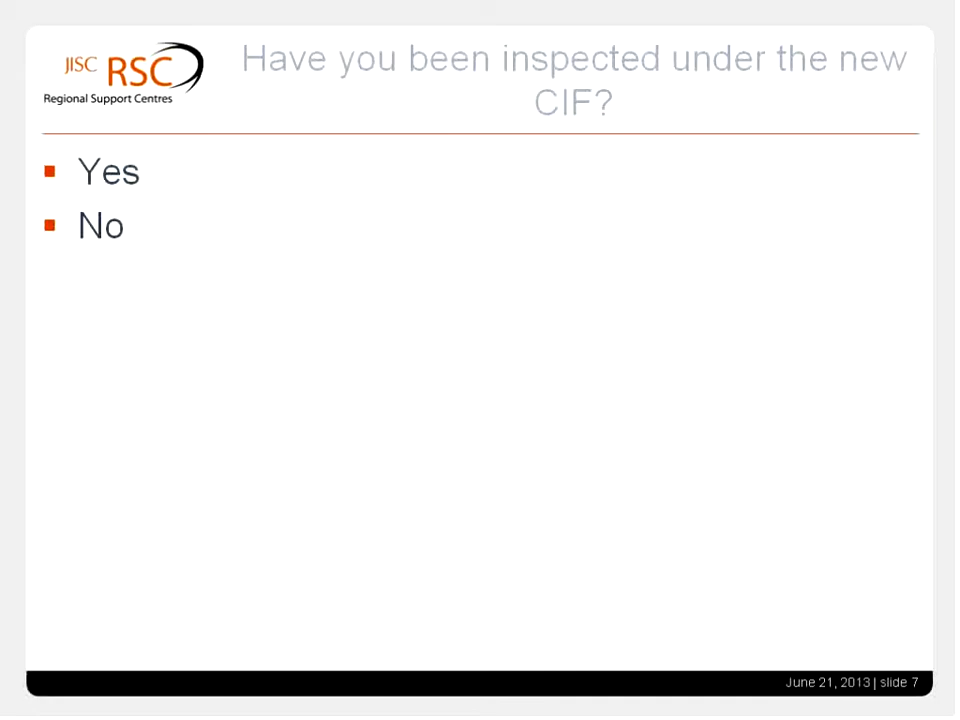 JISC RSC
Regional Support Centres
Have you been inspected under the new
CIF?
Yes
No
June 21, 2013 | slide 7